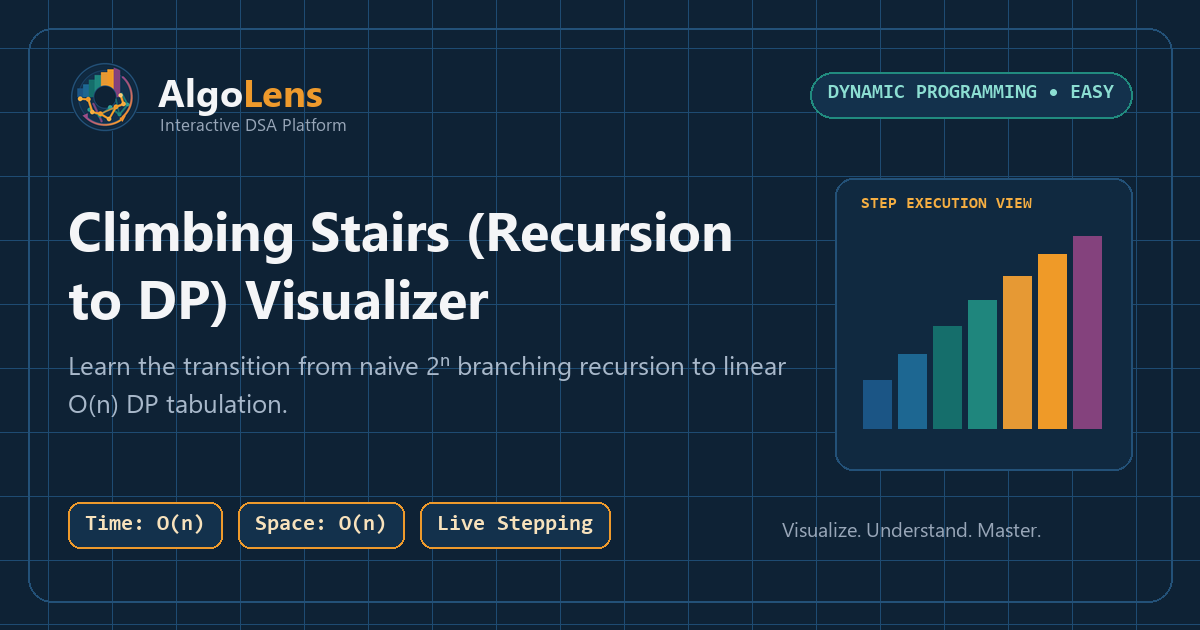 AlgoLens
Interactive DSA Platform
DYNAMIC PROGRAMMING • EASY
Climbing Stairs (Recursion
to DP) Visualizer
Learn the transition from naive 2ⁿ branching recursion to linear
O(n) DP tabulation.
STEP EXECUTION VIEW
Time: O(n)
Space: O(n)
Live Stepping
Visualize. Understand. Master.